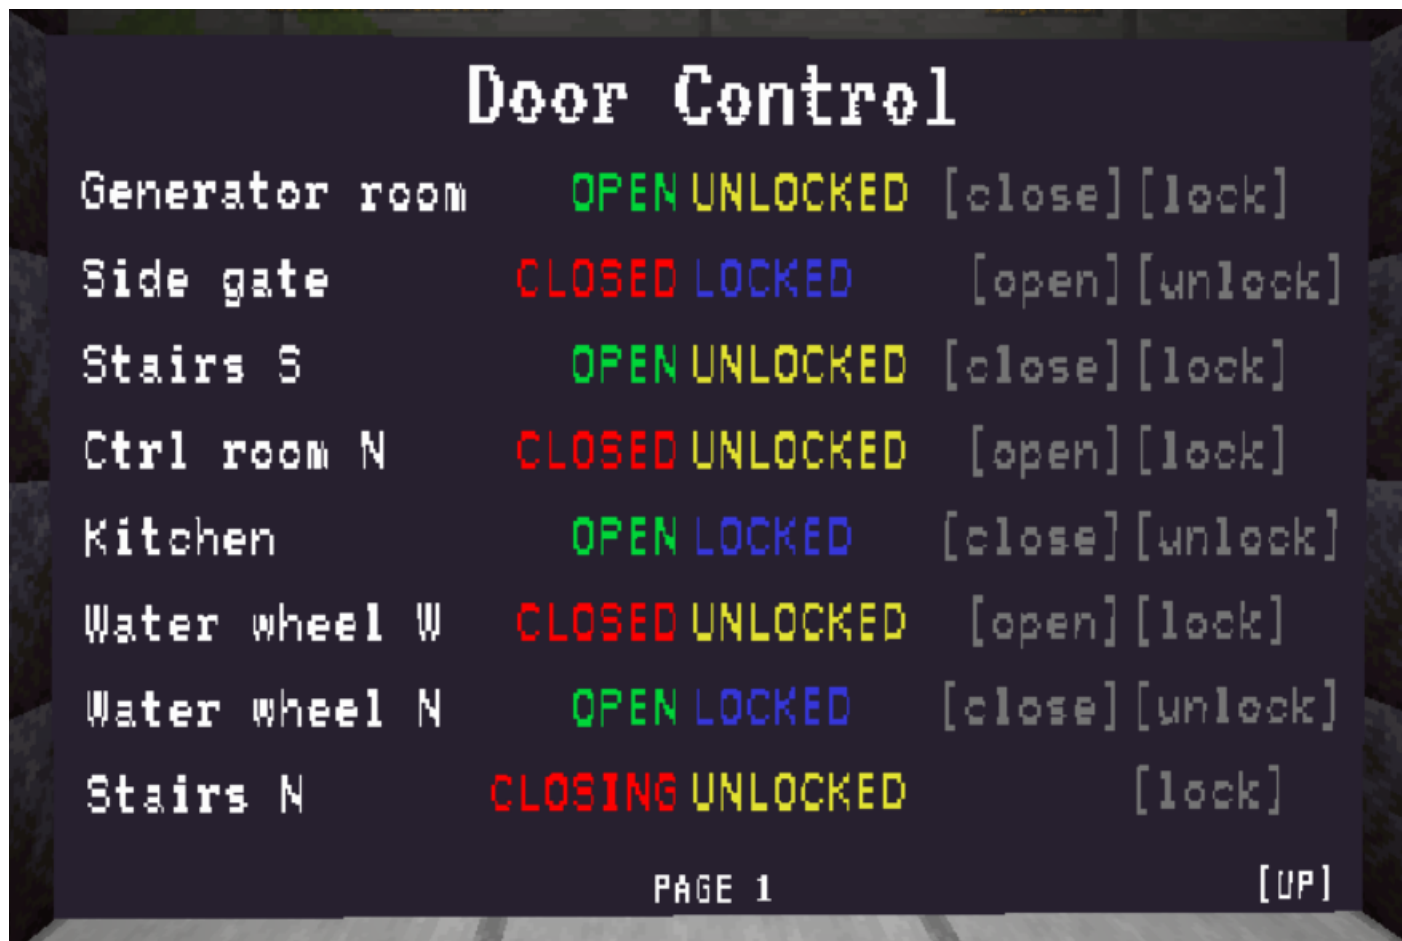 Door Control
Generator room OPEN UNLOCKED [close] [lock]
Side gate CLOSED LOCKED [open] [unlock]
Stairs S OPEN UNLOCKED [close] [lock]
Ctrl room N CLOSED UNLOCKED [open] [lock]
Kitchen OPEN LOCKED [close] [unlock]
Water wheel W CLOSED UNLOCKED [open] [lock]
Water wheel N OPEN LOCKED [close] [unlock]
Stairs N CLOSING UNLOCKED [lock]
PAGE 1 [UP]